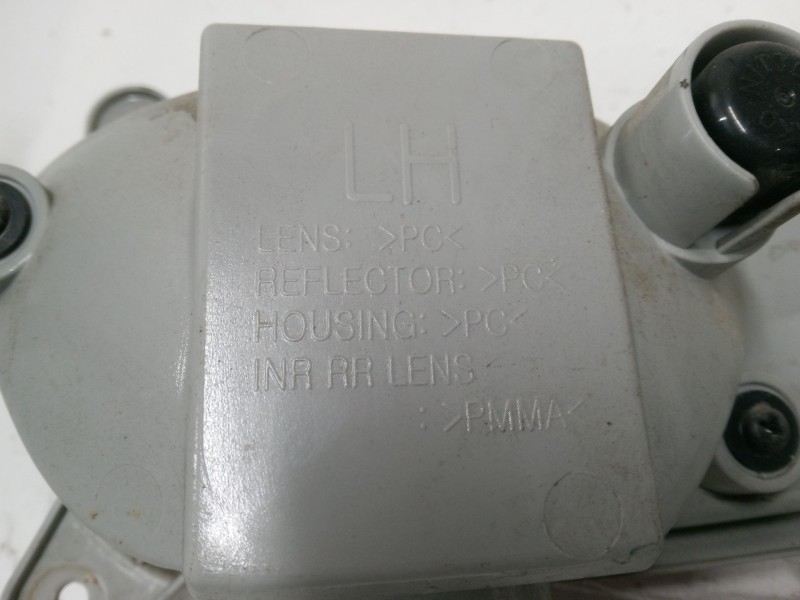 LH
LENS: >PC<
REFLECTOR: >PC<
HOUSING: >PC<
INR RR LENS
: >PMMA<